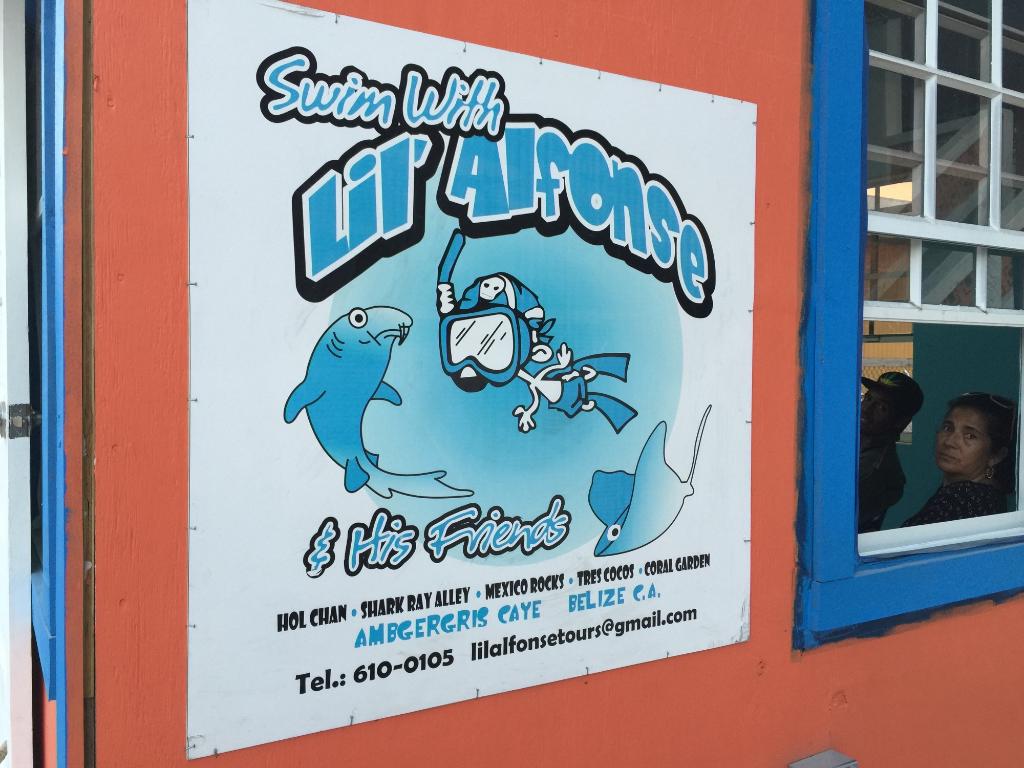 Swim With
Lil' Alfonse
& His Friends
HOL CHAN • SHARK RAY ALLEY • MEXICO ROCKS • TRES COCOS • CORAL GARDEN
AMBGERGRIS CAYE BELIZE C.A.
Tel.: 610-0105 lilalfonsetours@gmail.com